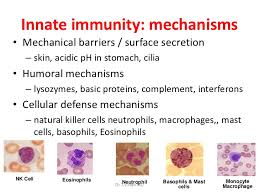 Innate immunity: mechanisms
• Mechanical barriers / surface secretion
– skin, acidic pH in stomach, cilia
• Humoral mechanisms
– lysozymes, basic proteins, complement, interferons
• Cellular defense mechanisms
– natural killer cells neutrophils, macrophages,, mast
cells, basophils, Eosinophils
NK Cell
Eosinophils
Neutrophil
Basophils & Mast
cells
Monocyte
Macrophage